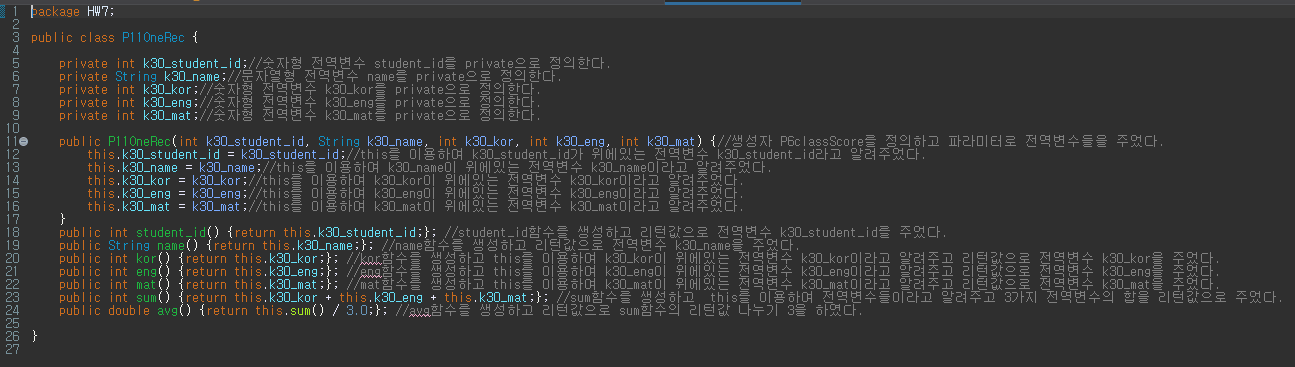 1 package HW7;
2
3 public class P11OneRec {
4
5 private int k30_student_id;//숫자형 전역변수 student_id를 private으로 정의한다.
6 private String k30_name;//문자열형 전역변수 name을 private으로 정의한다.
7 private int k30_kor;//숫자형 전역변수 k30_kor를 private으로 정의한다.
8 private int k30_eng;//숫자형 전역변수 k30_eng를 private으로 정의한다.
9 private int k30_mat;//숫자형 전역변수 k30_mat를 private으로 정의한다.
10
11 public P11OneRec(int k30_student_id, String k30_name, int k30_kor, int k30_eng, int k30_mat) {//생성자 P6classScore을 정의하고 파라미터로 전역변수들을 주었다.
12 this.k30_student_id = k30_student_id;//this를 이용하여 k30_student_id가 위에있는 전역변수 k30_student_id라고 알려주었다.
13 this.k30_name = k30_name;//this를 이용하여 k30_name이 위에있는 전역변수 k30_name이라고 알려주었다.
14 this.k30_kor = k30_kor;//this를 이용하여 k30_kor이 위에있는 전역변수 k30_kor이라고 알려주었다.
15 this.k30_eng = k30_eng;//this를 이용하여 k30_eng이 위에있는 전역변수 k30_eng이라고 알려주었다.
16 this.k30_mat = k30_mat;//this를 이용하여 k30_mat이 위에있는 전역변수 k30_mat이라고 알려주었다.
17 }
18 public int student_id() {return this.k30_student_id;}; //student_id함수를 생성하고 리턴값으로 전역변수 k30_student_id를 주었다.
19 public String name() {return this.k30_name;}; //name함수를 생성하고 리턴값으로 전역변수 k30_name을 주었다.
20 public int kor() {return this.k30_kor;}; //kor함수를 생성하고 this를 이용하여 k30_kor이 위에있는 전역변수 k30_kor이라고 알려주고 리턴값으로 전역변수 k30_kor을 주었다.
21 public int eng() {return this.k30_eng;}; //eng함수를 생성하고 this를 이용하여 k30_eng이 위에있는 전역변수 k30_eng이라고 알려주고 리턴값으로 전역변수 k30_eng을 주었다.
22 public int mat() {return this.k30_mat;}; //mat함수를 생성하고 this를 이용하여 k30_mat이 위에있는 전역변수 k30_mat이라고 알려주고 리턴값으로 전역변수 k30_mat을 주었다.
23 public int sum() {return this.k30_kor + this.k30_eng + this.k30_mat;}; //sum함수를 생성하고 this를 이용하여 전역변수들이라고 알려주고 3가지 전역변수의 합을 리턴값으로 주었다.
24 public double avg() {return this.sum() / 3.0;}; //avg함수를 생성하고 리턴값으로 sum함수의 리턴값 나누기 3를 하였다.
25
26 }
27